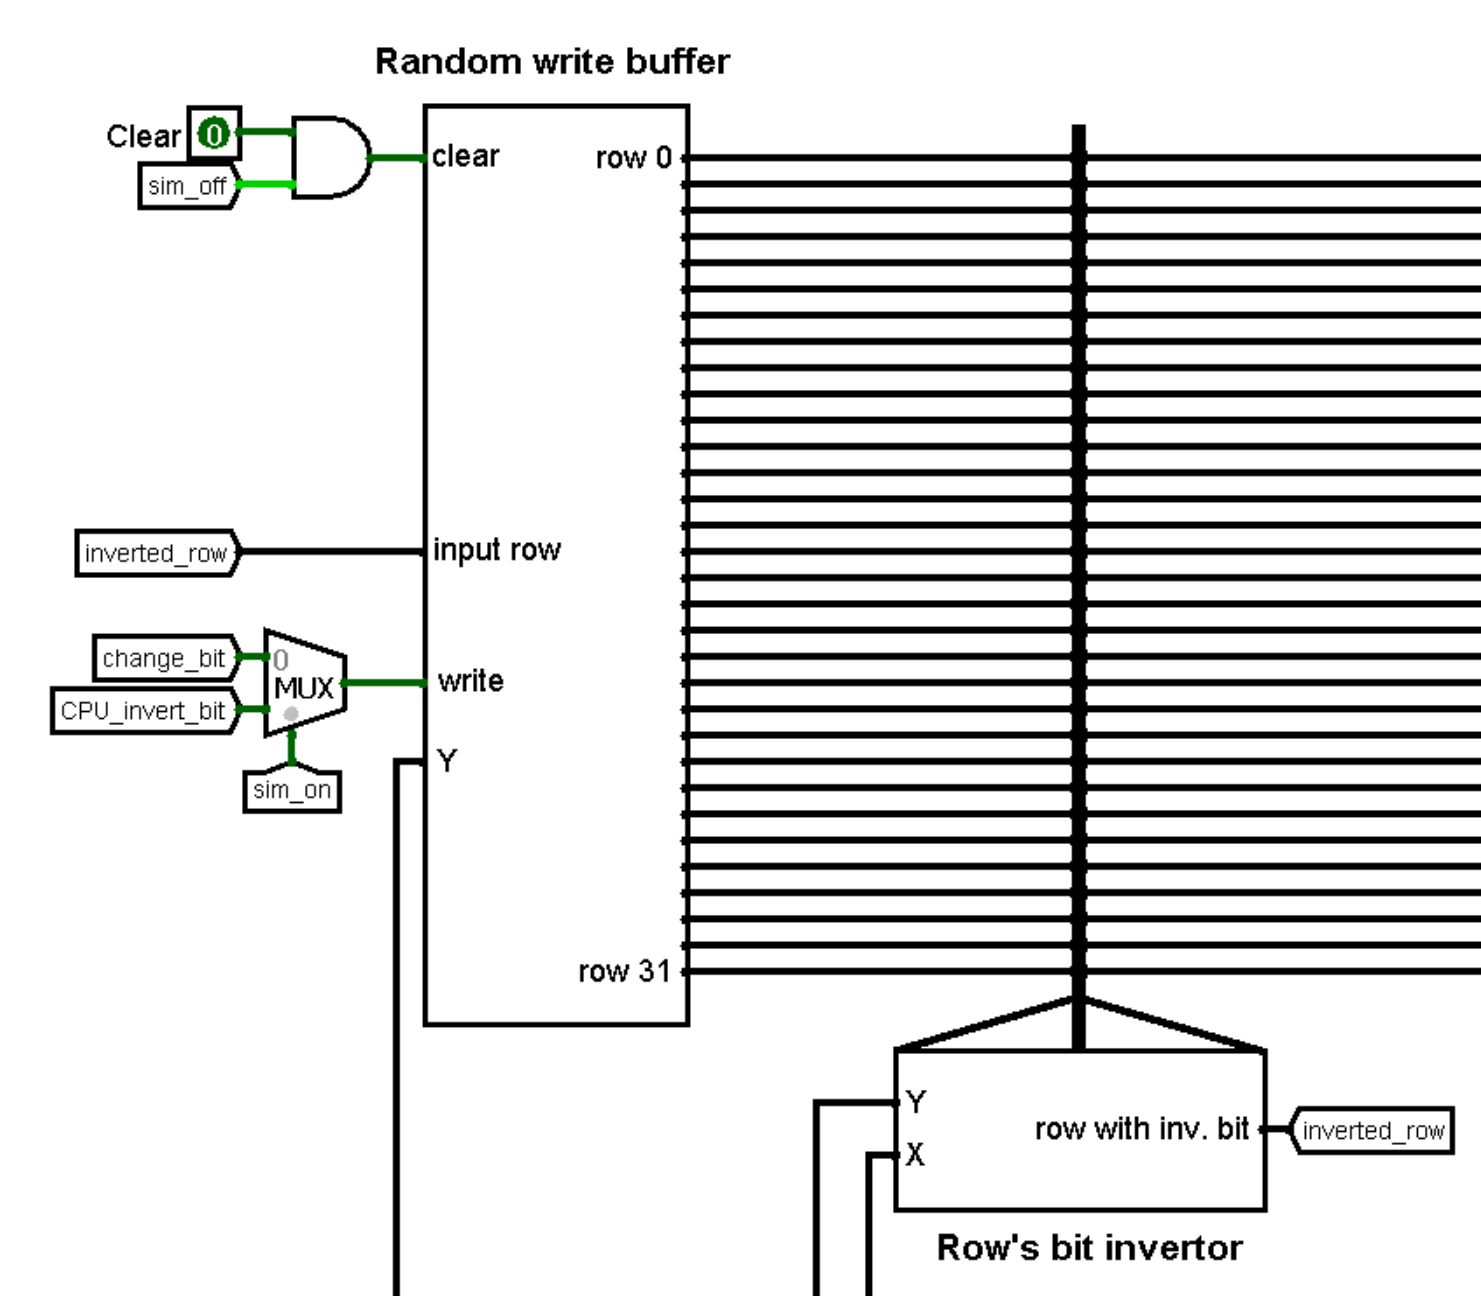 Random write buffer
Clear 0
sim_off
clear
row 0
inverted_row
input row
change_bit
0
MUX
CPU_invert_bit
write
Y
sim_on
row 31
Y
X
row with inv. bit
inverted_row
Row's bit invertor